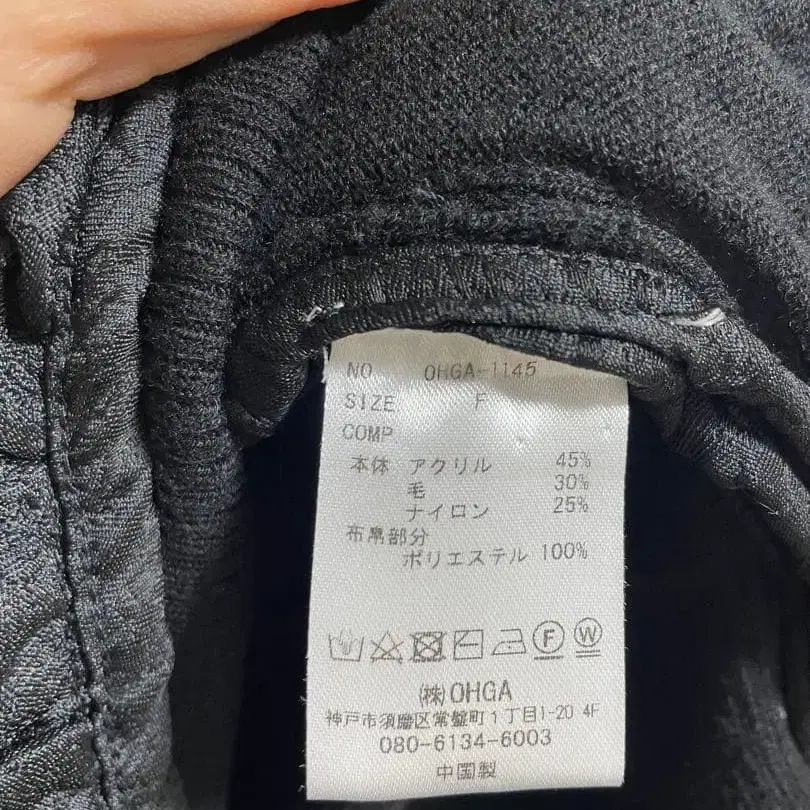 NO OHGA-1145
SIZE F
COMP
本体 アクリル 45%
毛 30%
ナイロン 25%
布帛部分
ポリエステル 100%
F W
㈱OHGA
神戸市須磨区常盤町1丁目1-20 4F
080-6134-6003
中国製